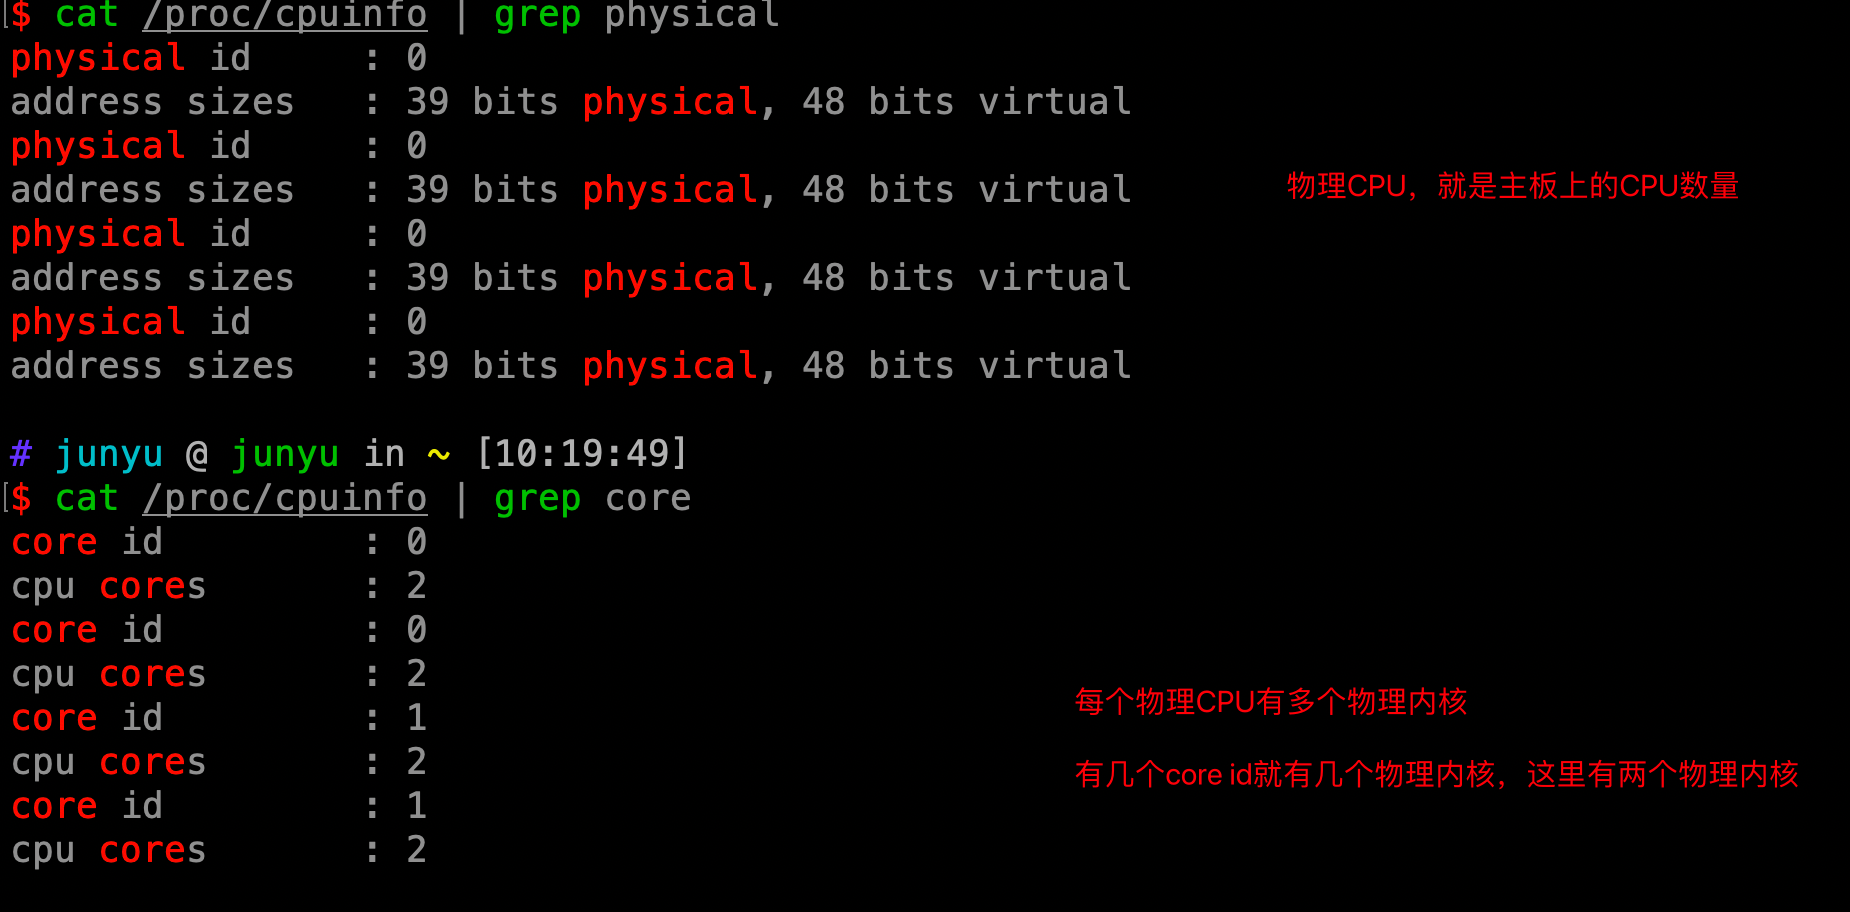 $ cat /proc/cpuinfo | grep physical
physical id : 0
address sizes : 39 bits physical, 48 bits virtual
physical id : 0
address sizes : 39 bits physical, 48 bits virtual
物理CPU，就是主板上的CPU数量
physical id : 0
address sizes : 39 bits physical, 48 bits virtual
physical id : 0
address sizes : 39 bits physical, 48 bits virtual
# junyu @ junyu in ~ [10:19:49]
$ cat /proc/cpuinfo | grep core
core id : 0
cpu cores : 2
core id : 0
cpu cores : 2
每个物理CPU有多个物理内核
core id : 1
cpu cores : 2
有几个core id就有几个物理内核，这里有两个物理内核
core id : 1
cpu cores : 2